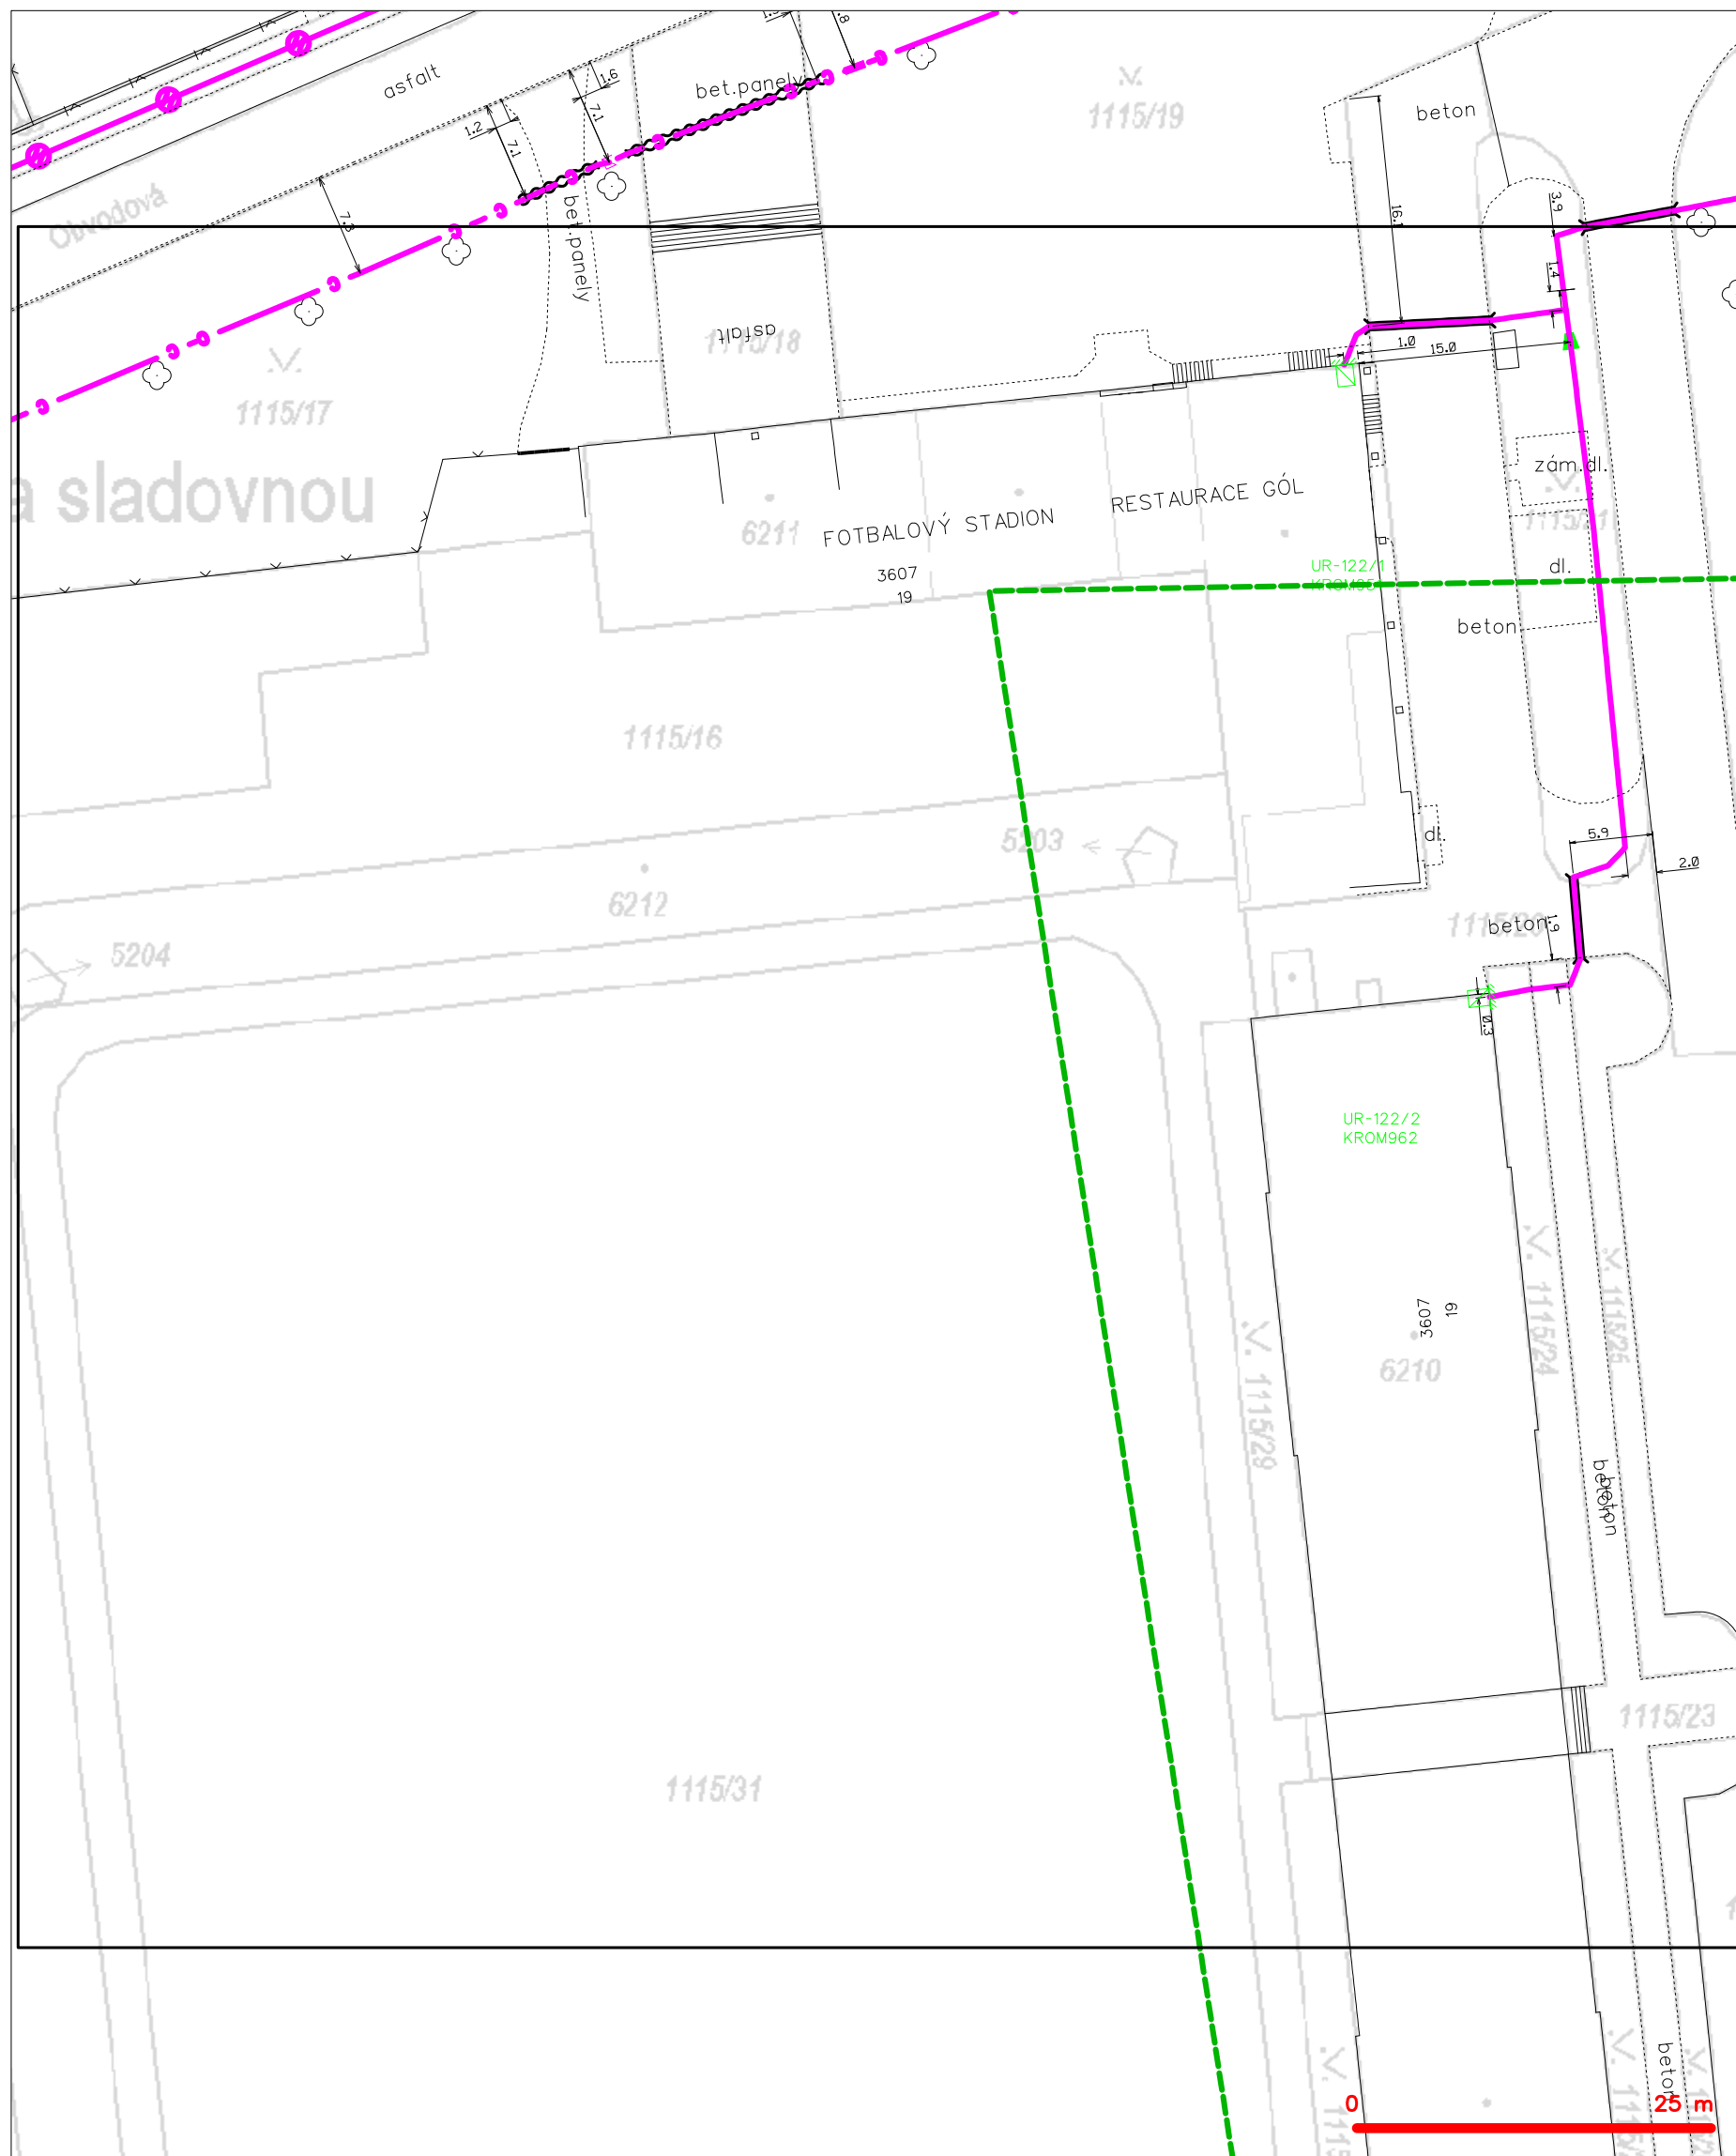 asfalt
bet.panely
1.6
7.1
1.2
7.1
1115/19
beton
Obvodová
7.3
bet.panely
3.9
16.1
1.4
asfalt
1115/18
1.0
15.0
1115/17
a sladovnou
zám.dl.
RESTAURACE GÓL
FOTBALOVÝ STADION
6211
3607
19
UR-122/1
dl.
beton
1115/16
5203
dl.
5.9
2.0
6212
beton
1.9
5204
0.3
UR-122/2
KROM962
3607
19
6210
1115/24
1115/25
1115/29
beton
beton
1115/23
1115/31
beton
0
25 m